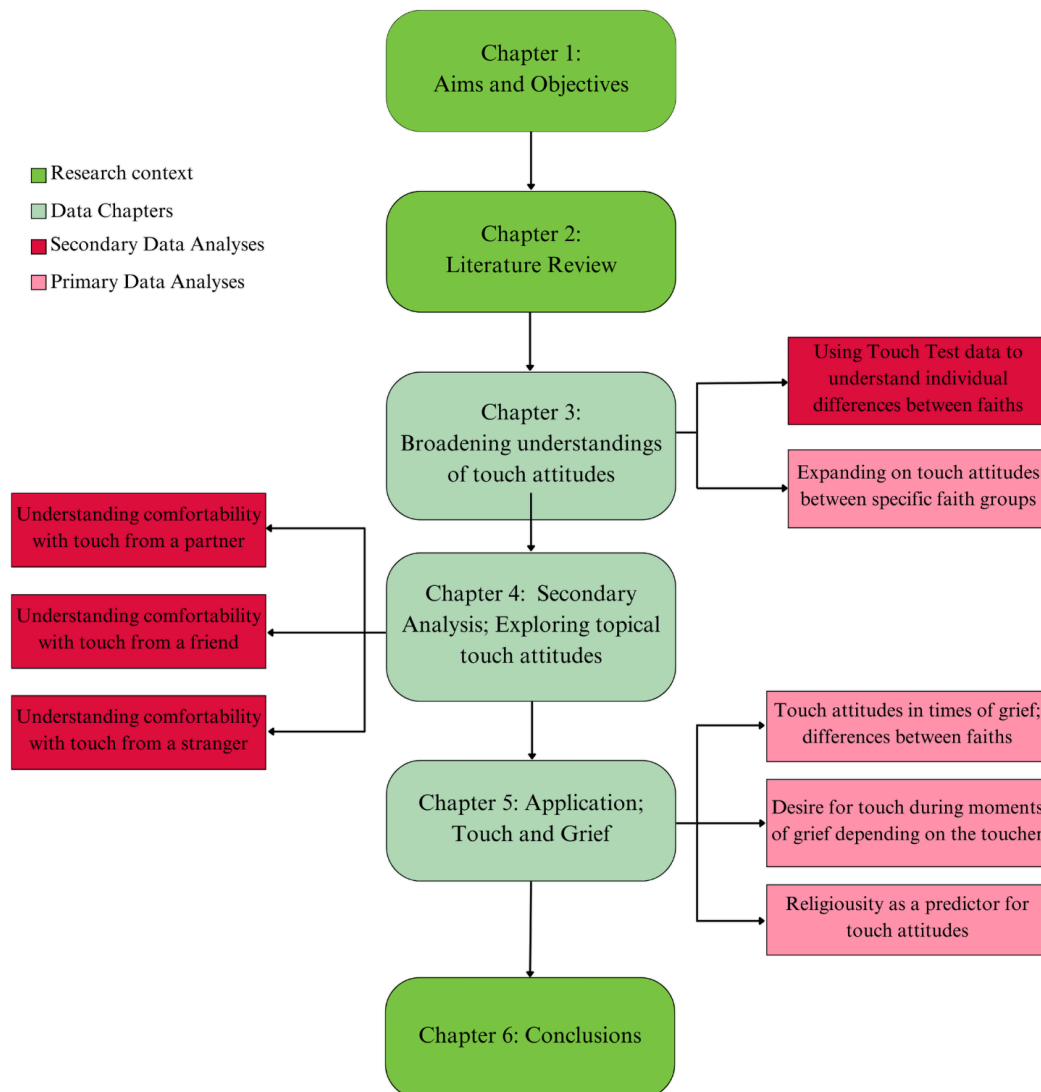 Chapter 1:
Aims and Objectives
Research context
Data Chapters
Secondary Data Analyses
Primary Data Analyses
Chapter 2:
Literature Review
Chapter 3:
Broadening understandings
of touch attitudes
Using Touch Test data to
understand individual
differences between faiths
Expanding on touch attitudes
between specific faith groups
Understanding comfortability
with touch from a partner
Understanding comfortability
with touch from a friend
Understanding comfortability
with touch from a stranger
Chapter 4:  Secondary
Analysis; Exploring topical
touch attitudes
Chapter 5: Application;
Touch and Grief
Touch attitudes in times of grief;
differences between faiths
Desire for touch during moments
of grief depending on the toucher
Religiousity as a predictor for
touch attitudes
Chapter 6: Conclusions